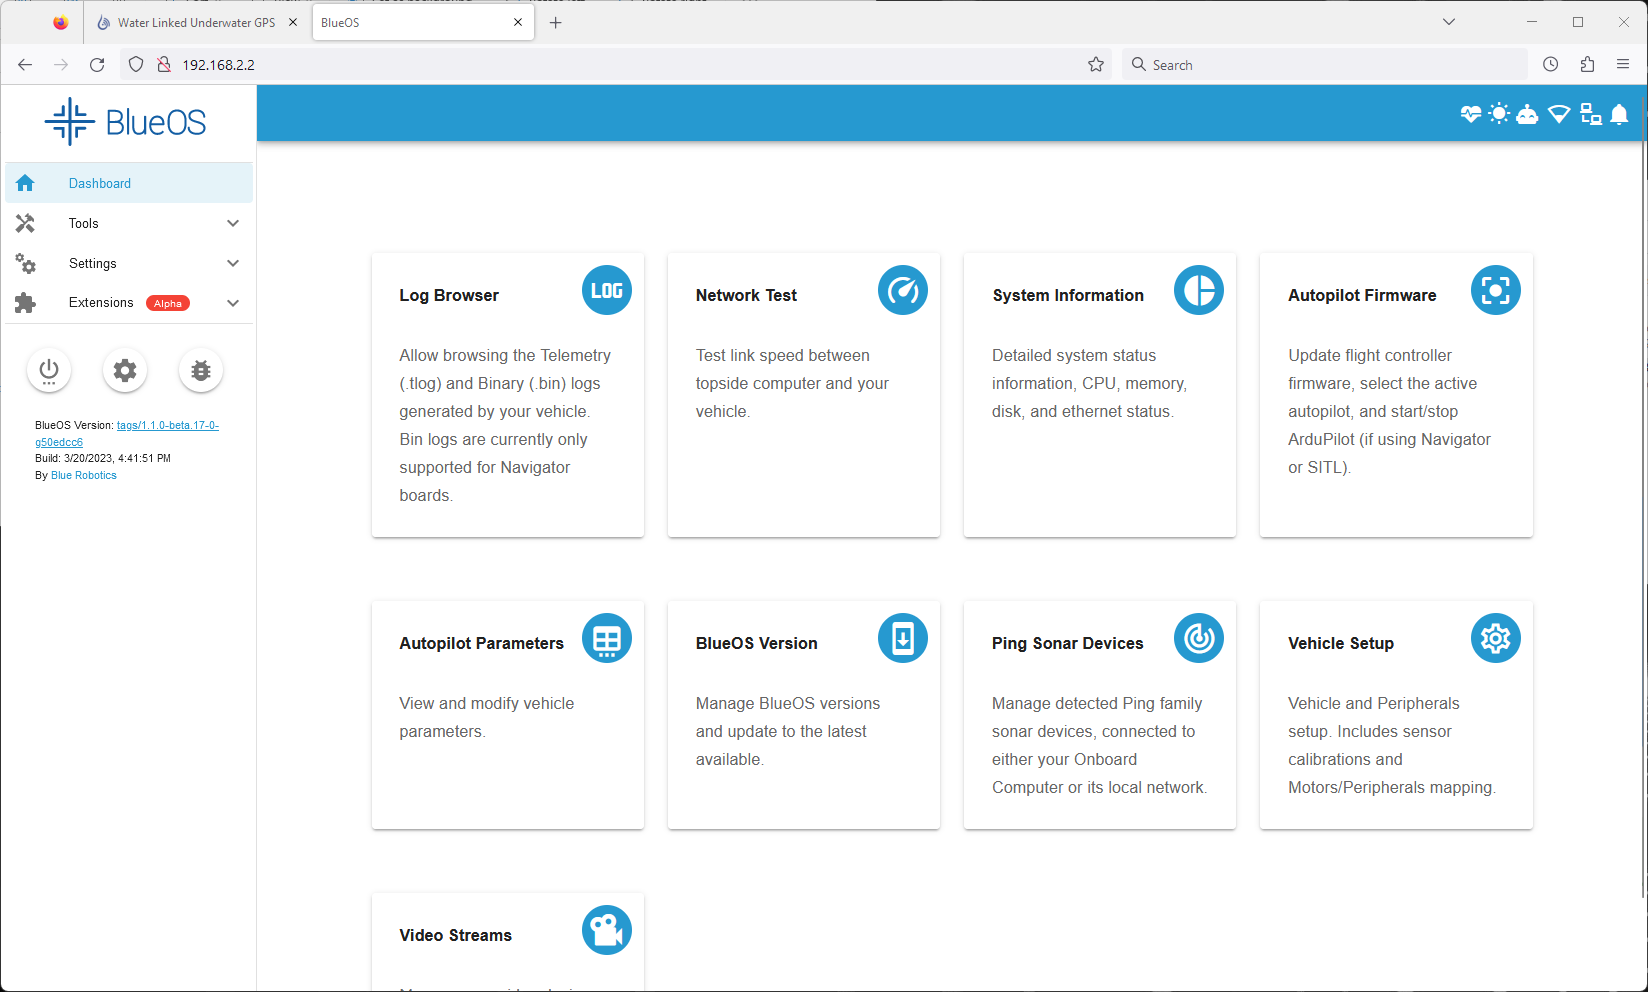 Water Linked Underwater GPS
BlueOS
192.168.2.2
Search
BlueOS
Dashboard
Tools
Settings
Extensions Alpha
BlueOS Version: tags/1.1.0-beta.17-0-
g50edcc6
Build: 3/20/2023, 4:41:51 PM
By Blue Robotics
Log Browser
LOG
Allow browsing the Telemetry
(.tlog) and Binary (.bin) logs
generated by your vehicle.
Bin logs are currently only
supported for Navigator
boards.
Network Test
Test link speed between
topside computer and your
vehicle.
System Information
Detailed system status
information, CPU, memory,
disk, and ethernet status.
Autopilot Firmware
Update flight controller
firmware, select the active
autopilot, and start/stop
ArduPilot (if using Navigator
or SITL).
Autopilot Parameters
View and modify vehicle
parameters.
BlueOS Version
Manage BlueOS versions
and update to the latest
available.
Ping Sonar Devices
Manage detected Ping family
sonar devices, connected to
either your Onboard
Computer or its local network.
Vehicle Setup
Vehicle and Peripherals
setup. Includes sensor
calibrations and
Motors/Peripherals mapping.
Video Streams